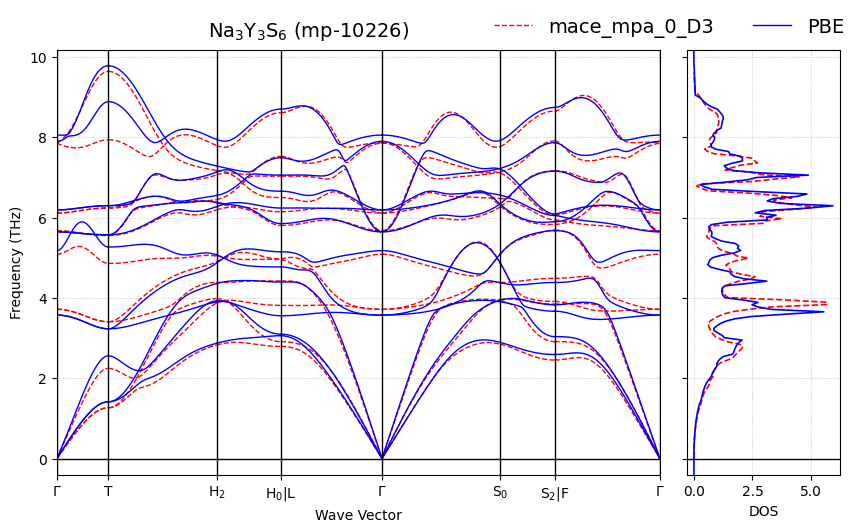 Na₃Y₃S₆ (mp-10226)
mace_mpa_0_D3
PBE
Frequency (THz)
10
8
6
4
2
0
Γ T H₂ H₀|L Γ S₀ S₂|F Γ
Wave Vector
0.0 2.5 5.0
DOS